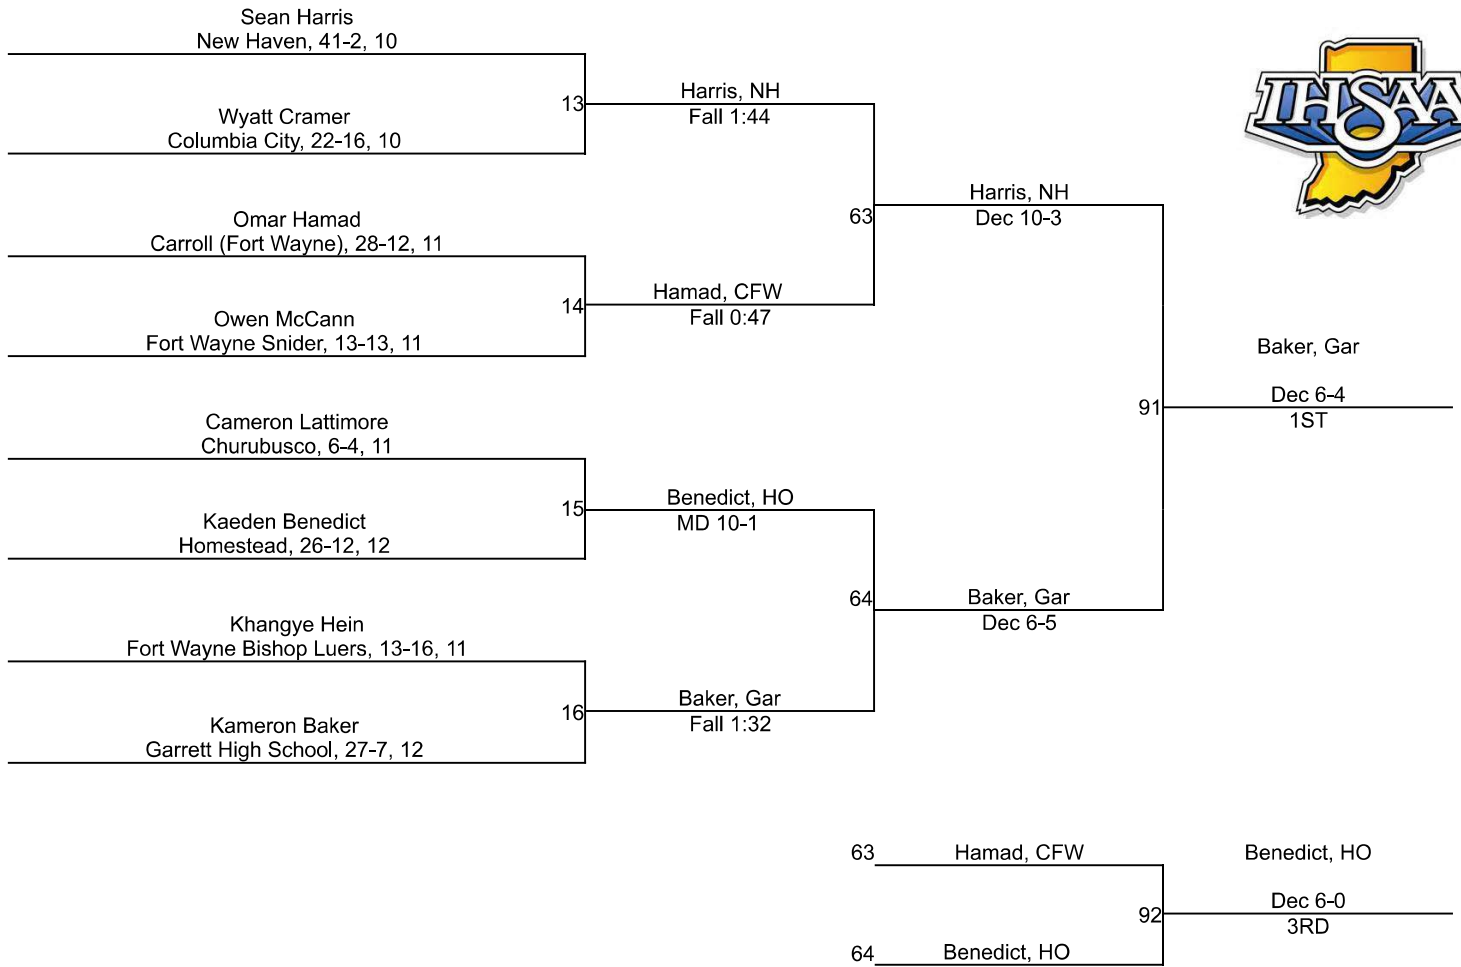 Sean Harris
New Haven, 41-2, 10
13
Harris, NH
Fall 1:44
Wyatt Cramer
Columbia City, 22-16, 10
IHSAA
63
Harris, NH
Dec 10-3
Omar Hamad
Carroll (Fort Wayne), 28-12, 11
14
Hamad, CFW
Fall 0:47
Owen McCann
Fort Wayne Snider, 13-13, 11
91
Baker, Gar
Dec 6-4
1ST
Cameron Lattimore
Churubusco, 6-4, 11
15
Benedict, HO
MD 10-1
Kaeden Benedict
Homestead, 26-12, 12
64
Baker, Gar
Dec 6-5
Khangye Hein
Fort Wayne Bishop Luers, 13-16, 11
16
Baker, Gar
Fall 1:32
Kameron Baker
Garrett High School, 27-7, 12
63
Hamad, CFW
92
Benedict, HO
Dec 6-0
3RD
64
Benedict, HO